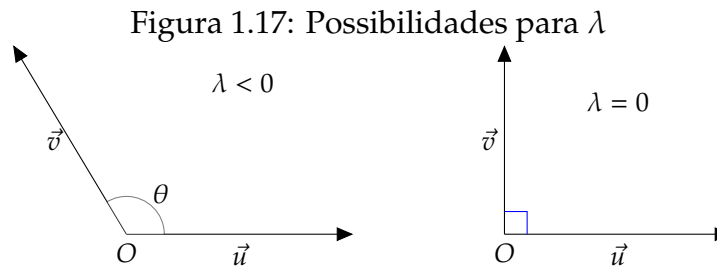 Figura 1.17: Possibilidades para λ
λ < 0
λ = 0
v⃗
v⃗
θ
O
u⃗
O
u⃗